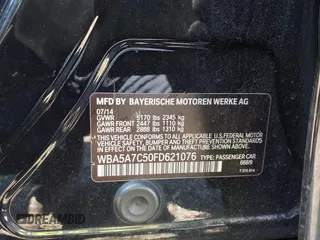 MFD. BY BAYERISCHE MOTOREN WERKE AG
07/14
GVWR 5170 lbs 2345 kg
GAWR FRONT 2447 lbs 1110 kg
GAWR REAR 2888 lbs 1310 kg
THIS VEHICLE CONFORMS TO ALL APPLICABLE
FEDERAL MOTOR VEHICLE SAFETY, BUMPER,
AND THEFT PREVENTION STANDARDS IN EFFECT
ON THE DATE OF MANUFACTURE SHOWN ABOVE.
WBA5A7C50FD621076 TYPE: PASSENGER CAR
DREAMBID